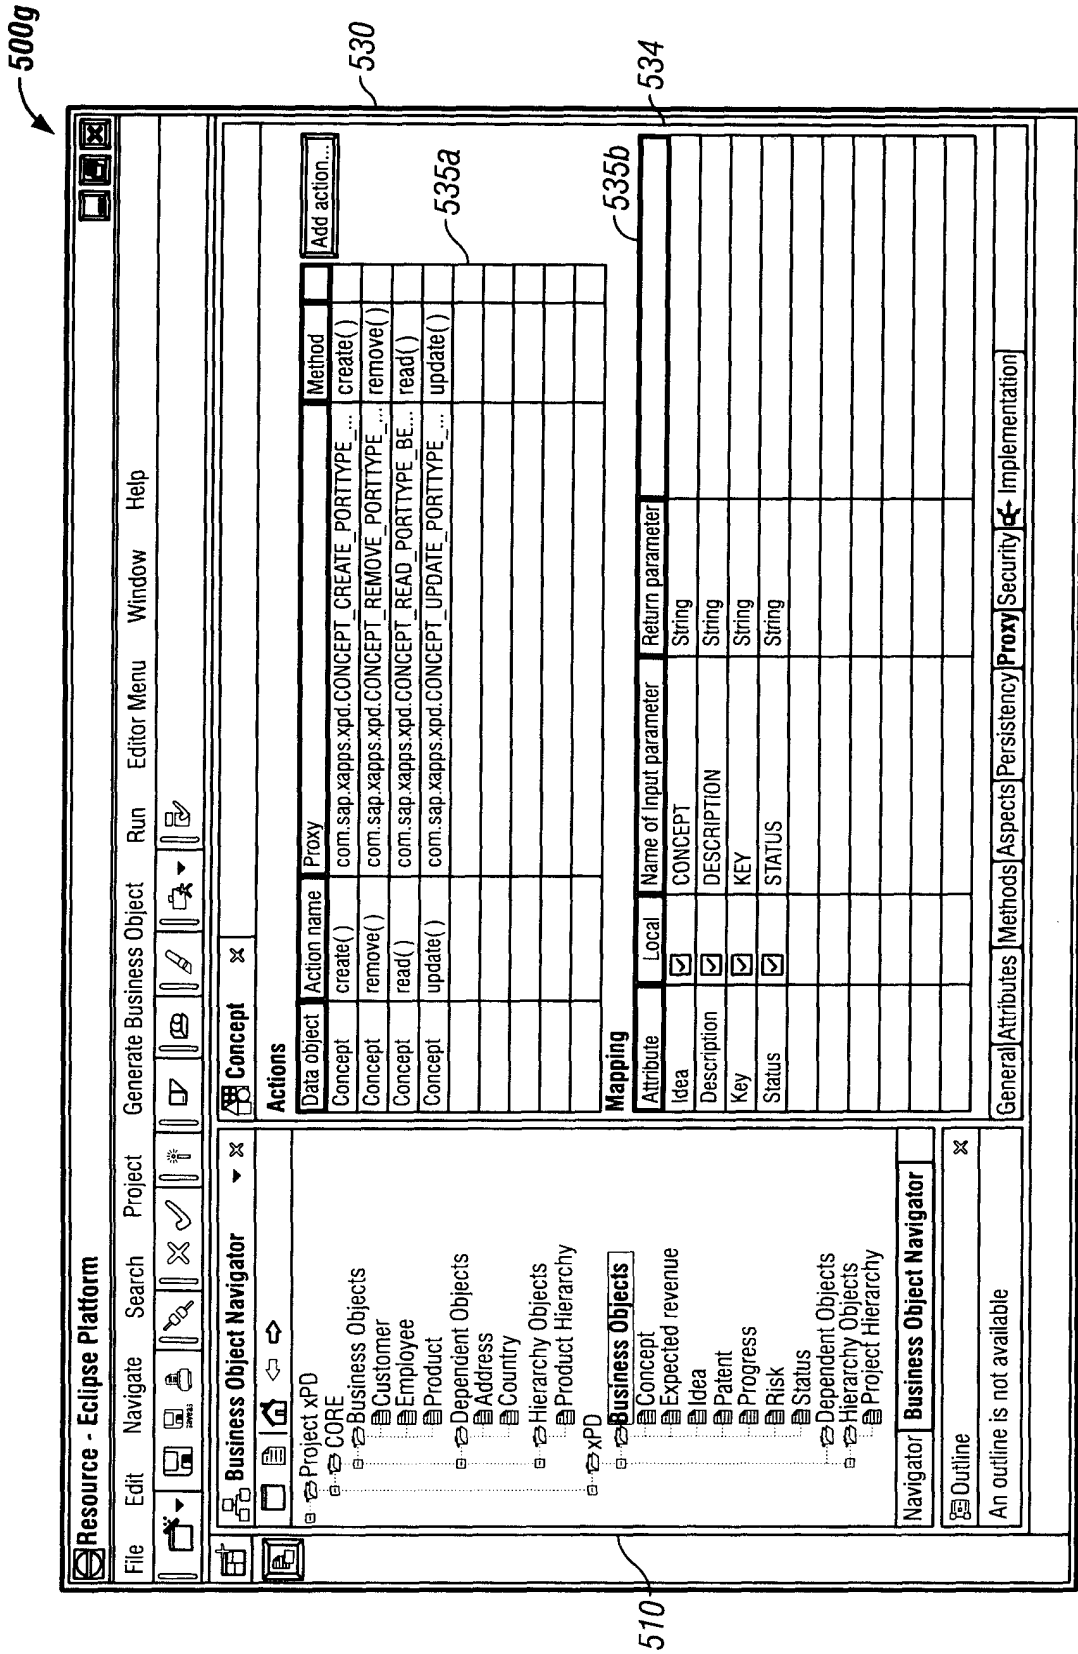 500g
Resource - Eclipse Platform
File Edit Navigate Search Project Generate Business Object Run Editor Menu Window Help
Business Object Navigator
Project xPD
CORE
Business Objects
Customer
Employee
Product
Dependent Objects
Address
Country
Hierarchy Objects
Product Hierarchy
xPD
Business Objects
Concept
Expected revenue
Idea
Patent
Progress
Risk
Status
Dependent Objects
Hierarchy Objects
Project Hierarchy
Navigator Business Object Navigator
Outline
An outline is not available
Concept
Actions
Add action...
Data object Action name Proxy Method
Concept create( ) com.sap.xapps.xpd.CONCEPT_CREATE_PORTTYPE_... create( )
Concept remove( ) com.sap.xapps.xpd.CONCEPT_REMOVE_PORTTYPE_... remove( )
Concept read( ) com.sap.xapps.xpd.CONCEPT_READ_PORTTYPE_BE... read( )
Concept update( ) com.sap.xapps.xpd.CONCEPT_UPDATE_PORTTYPE_... update( )
Mapping
Attribute Local Name of Input parameter Return parameter
Idea CONCEPT String
Description DESCRIPTION String
Key KEY String
Status STATUS String
General Attributes Methods Aspects Persistency Proxy Security Implementation
510
530
534
535a
535b